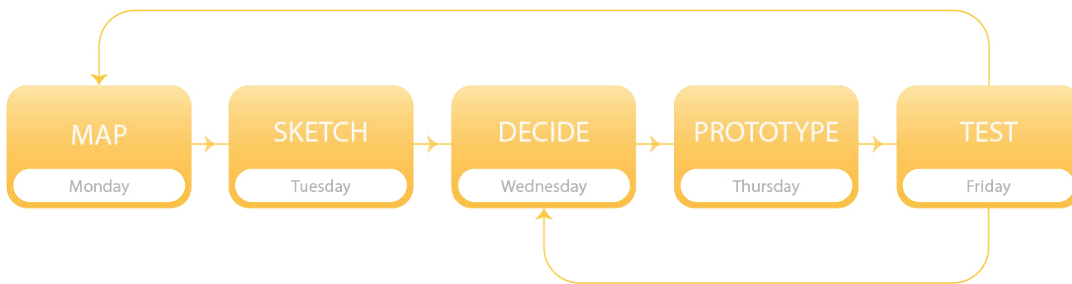 MAP
Monday
SKETCH
Tuesday
DECIDE
Wednesday
PROTOTYPE
Thursday
TEST
Friday